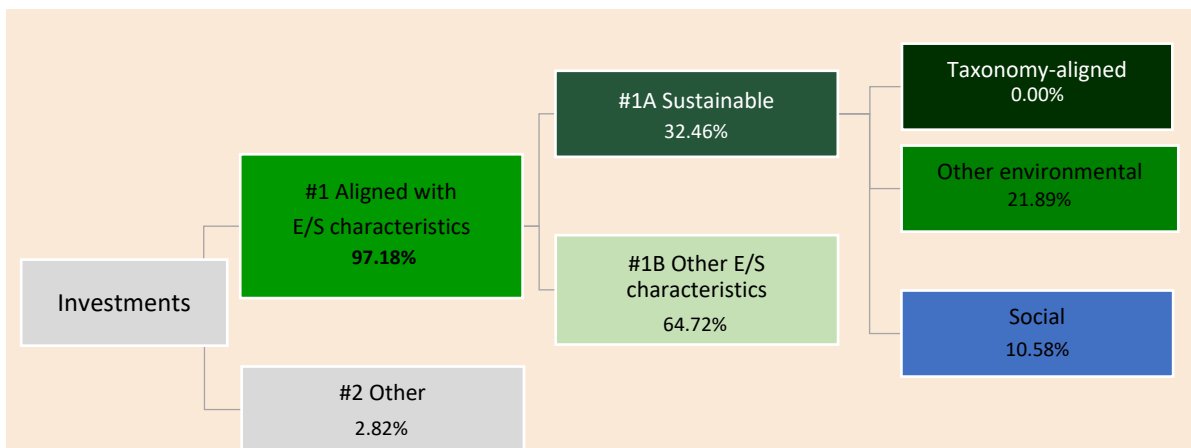 Investments
#1 Aligned with
E/S characteristics
97.18%
#2 Other
2.82%
#1A Sustainable
32.46%
#1B Other E/S
characteristics
64.72%
Taxonomy-aligned
0.00%
Other environmental
21.89%
Social
10.58%